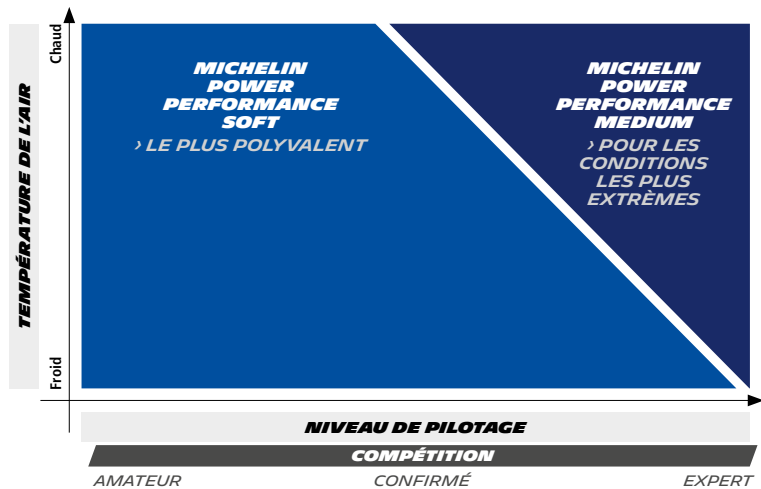 Chaud
TEMPÉRATURE DE L'AIR
Froid
MICHELIN
POWER
PERFORMANCE
SOFT
› LE PLUS POLYVALENT
MICHELIN
POWER
PERFORMANCE
MEDIUM
› POUR LES
CONDITIONS
LES PLUS
EXTRÈMES
NIVEAU DE PILOTAGE
COMPÉTITION
AMATEUR
CONFIRMÉ
EXPERT